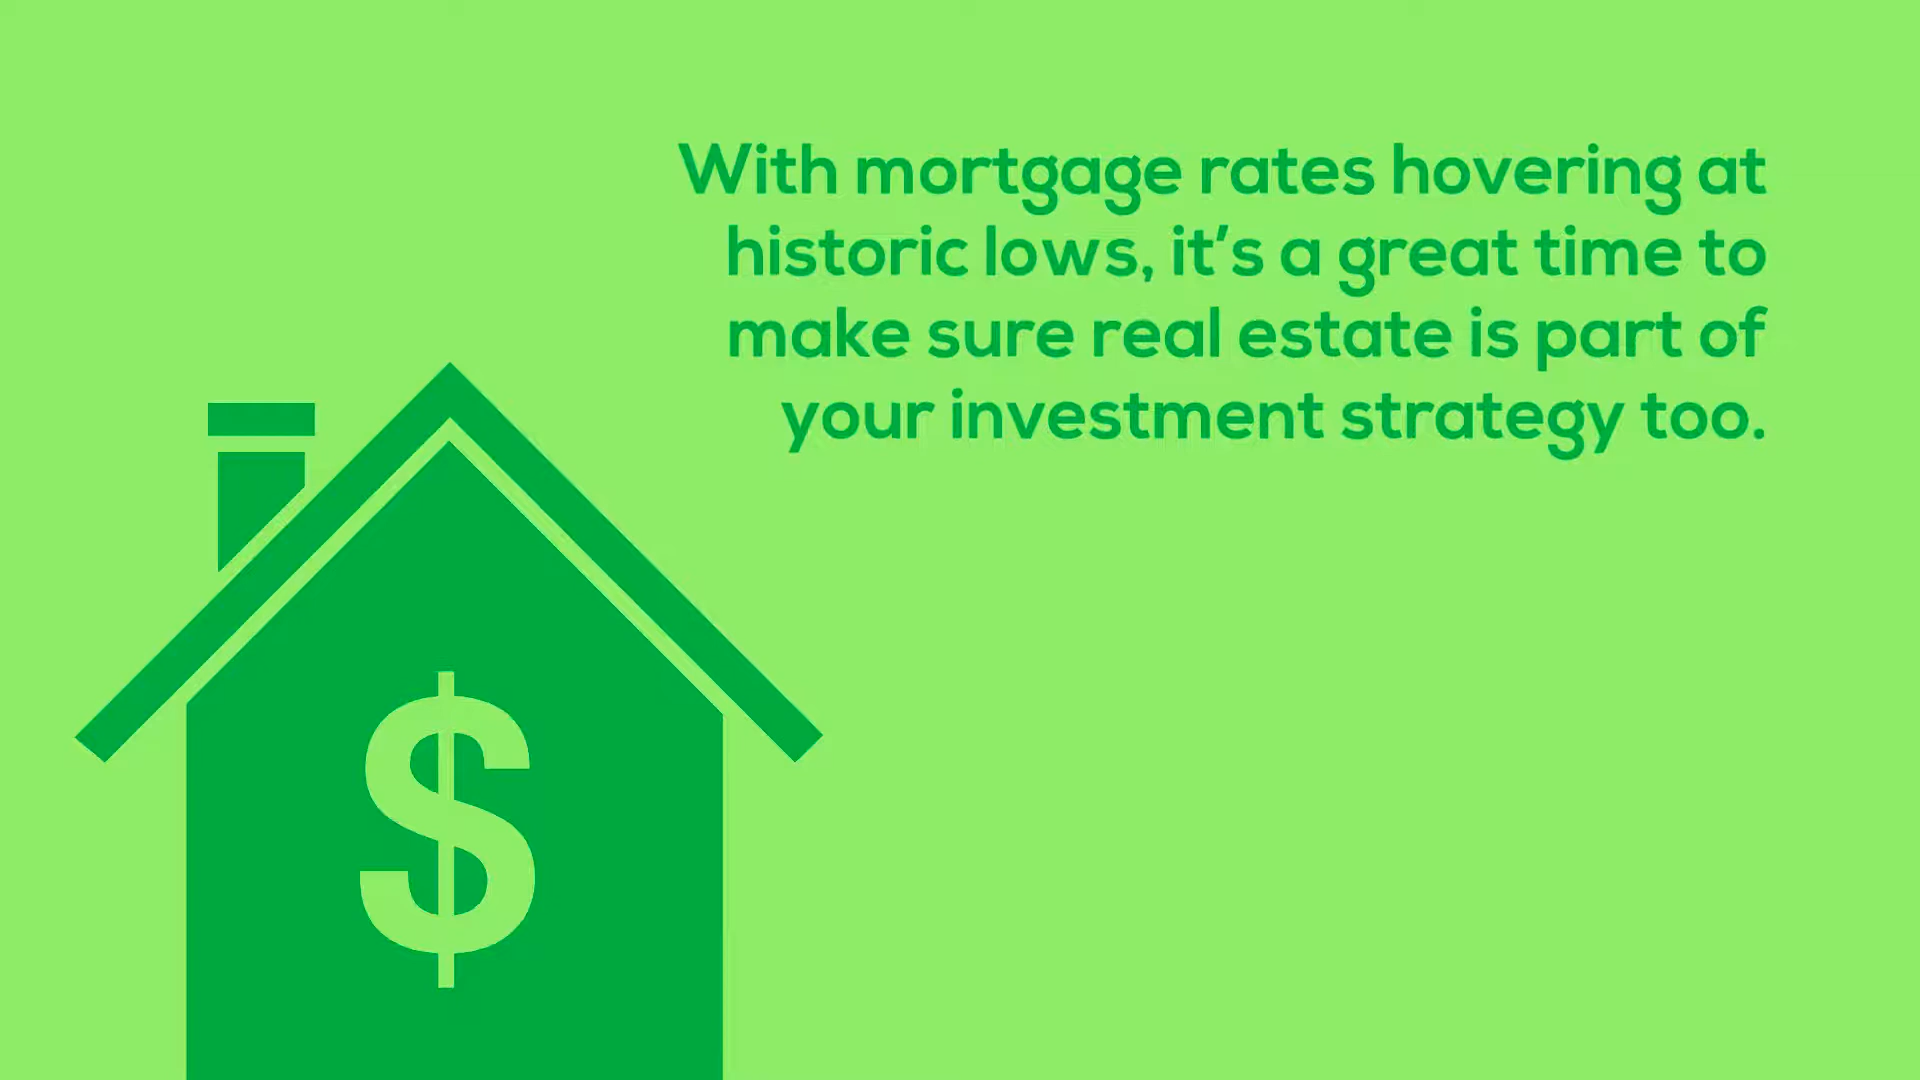 With mortgage rates hovering at
historic lows, it’s a great time to
make sure real estate is part of
your investment strategy too.
$